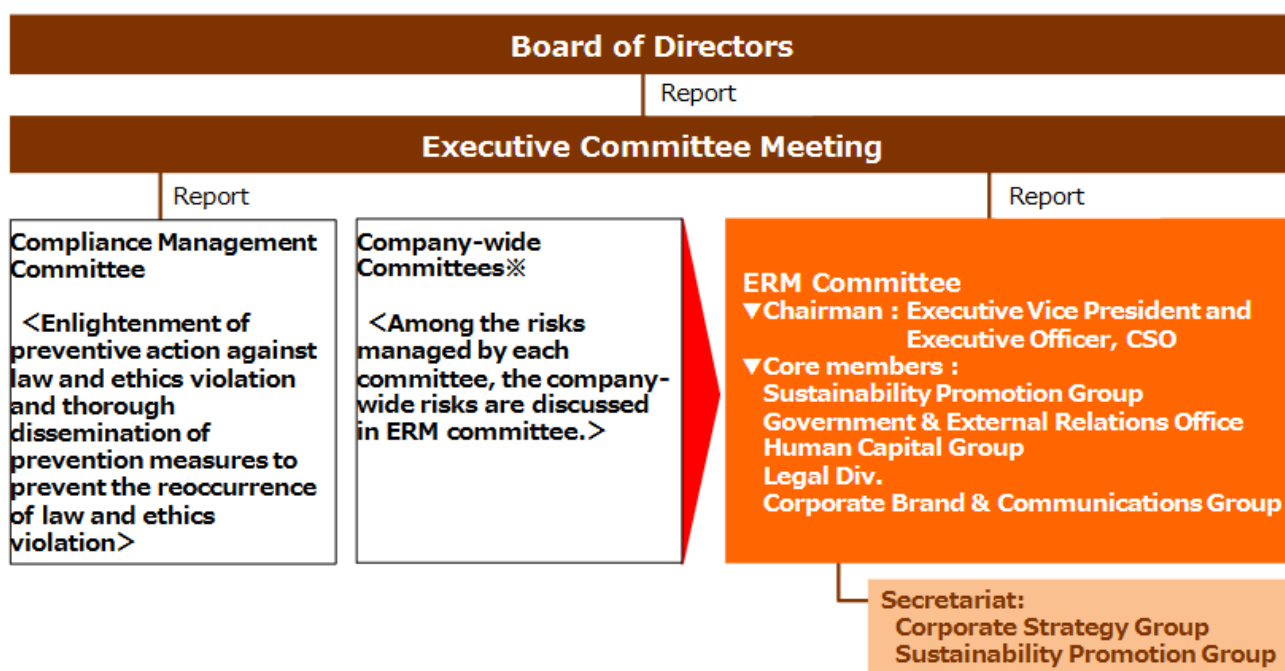 Board of Directors
Report
Executive Committee Meeting
Report
Report
Compliance Management
Committee
＜Enlightenment of
preventive action against
law and ethics violation
and thorough
dissemination of
prevention measures to
prevent the reoccurrence
of law and ethics
violation＞
Company-wide
Committees※
＜Among the risks
managed by each
committee, the company-
wide risks are discussed
in ERM committee.＞
ERM Committee
▼Chairman : Executive Vice President and
Executive Officer, CSO
▼Core members :
Sustainability Promotion Group
Government & External Relations Office
Human Capital Group
Legal Div.
Corporate Brand & Communications Group
Secretariat:
Corporate Strategy Group
Sustainability Promotion Group